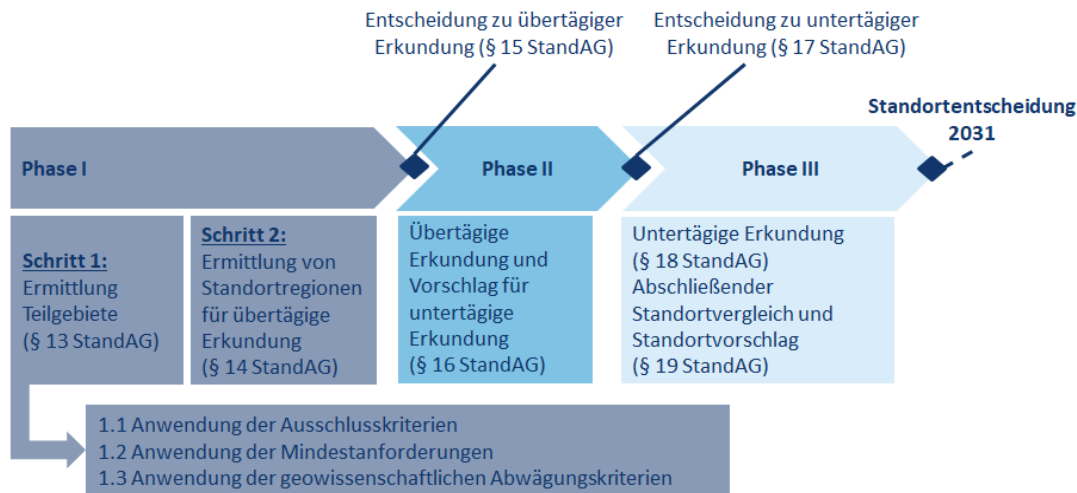 Entscheidung zu übertägiger
Erkundung (§ 15 StandAG)
Entscheidung zu untertägiger
Erkundung (§ 17 StandAG)
Standortentscheidung
2031
Phase I
Phase II
Phase III
Schritt 1:
Ermittlung
Teilgebiete
(§ 13 StandAG)
Schritt 2:
Ermittlung von
Standortregionen
für übertägige
Erkundung
(§ 14 StandAG)
Übertägige
Erkundung und
Vorschlag für
untertägige
Erkundung
(§ 16 StandAG)
Untertägige Erkundung
(§ 18 StandAG)
Abschließender
Standortvergleich und
Standortvorschlag
(§ 19 StandAG)
1.1 Anwendung der Ausschlusskriterien
1.2 Anwendung der Mindestanforderungen
1.3 Anwendung der geowissenschaftlichen Abwägungskriterien